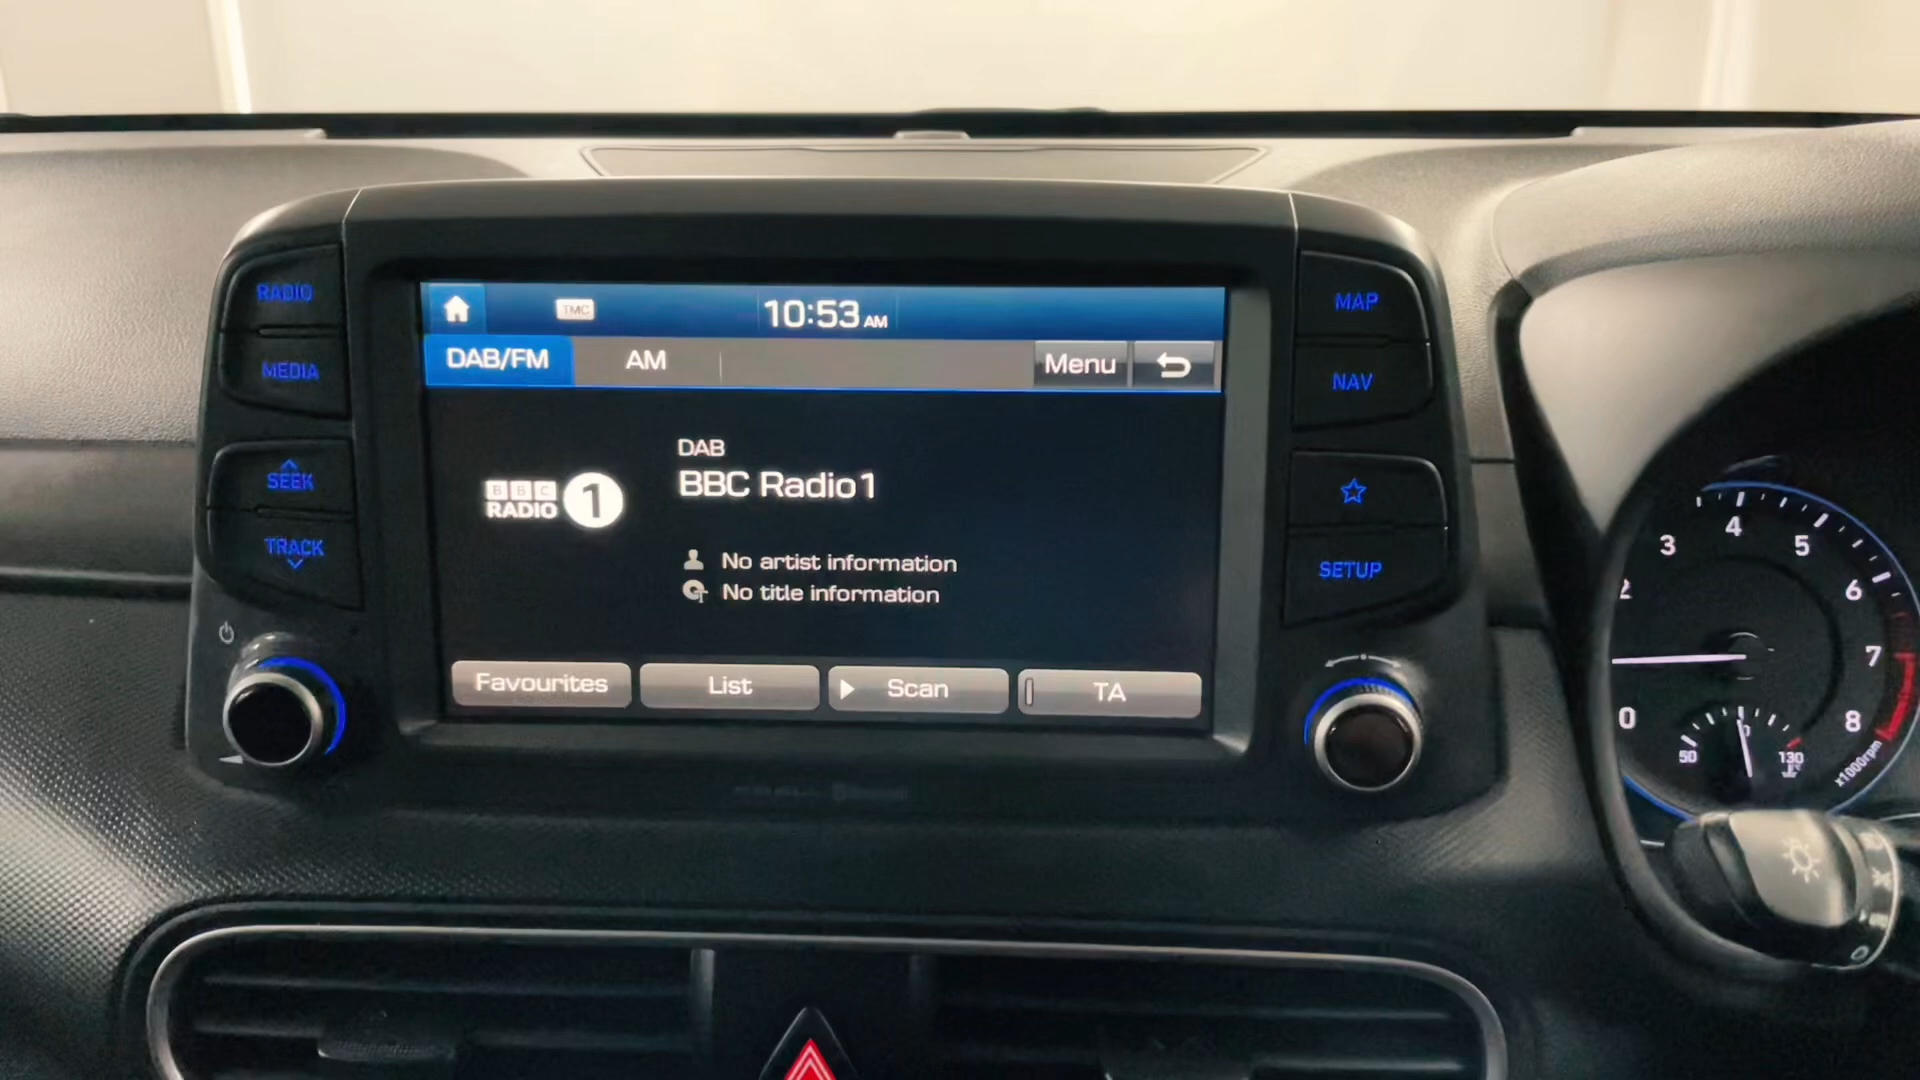 RADIO
MEDIA
SEEK
TRACK
TMC
10:53 AM
DAB/FM
AM
Menu
DAB
BBC Radio 1
BBC
RADIO 1
No artist information
No title information
Favourites
List
Scan
TA
MAP
NAV
SETUP
0
2
3
4
5
6
7
8
x1000rpm
50
130